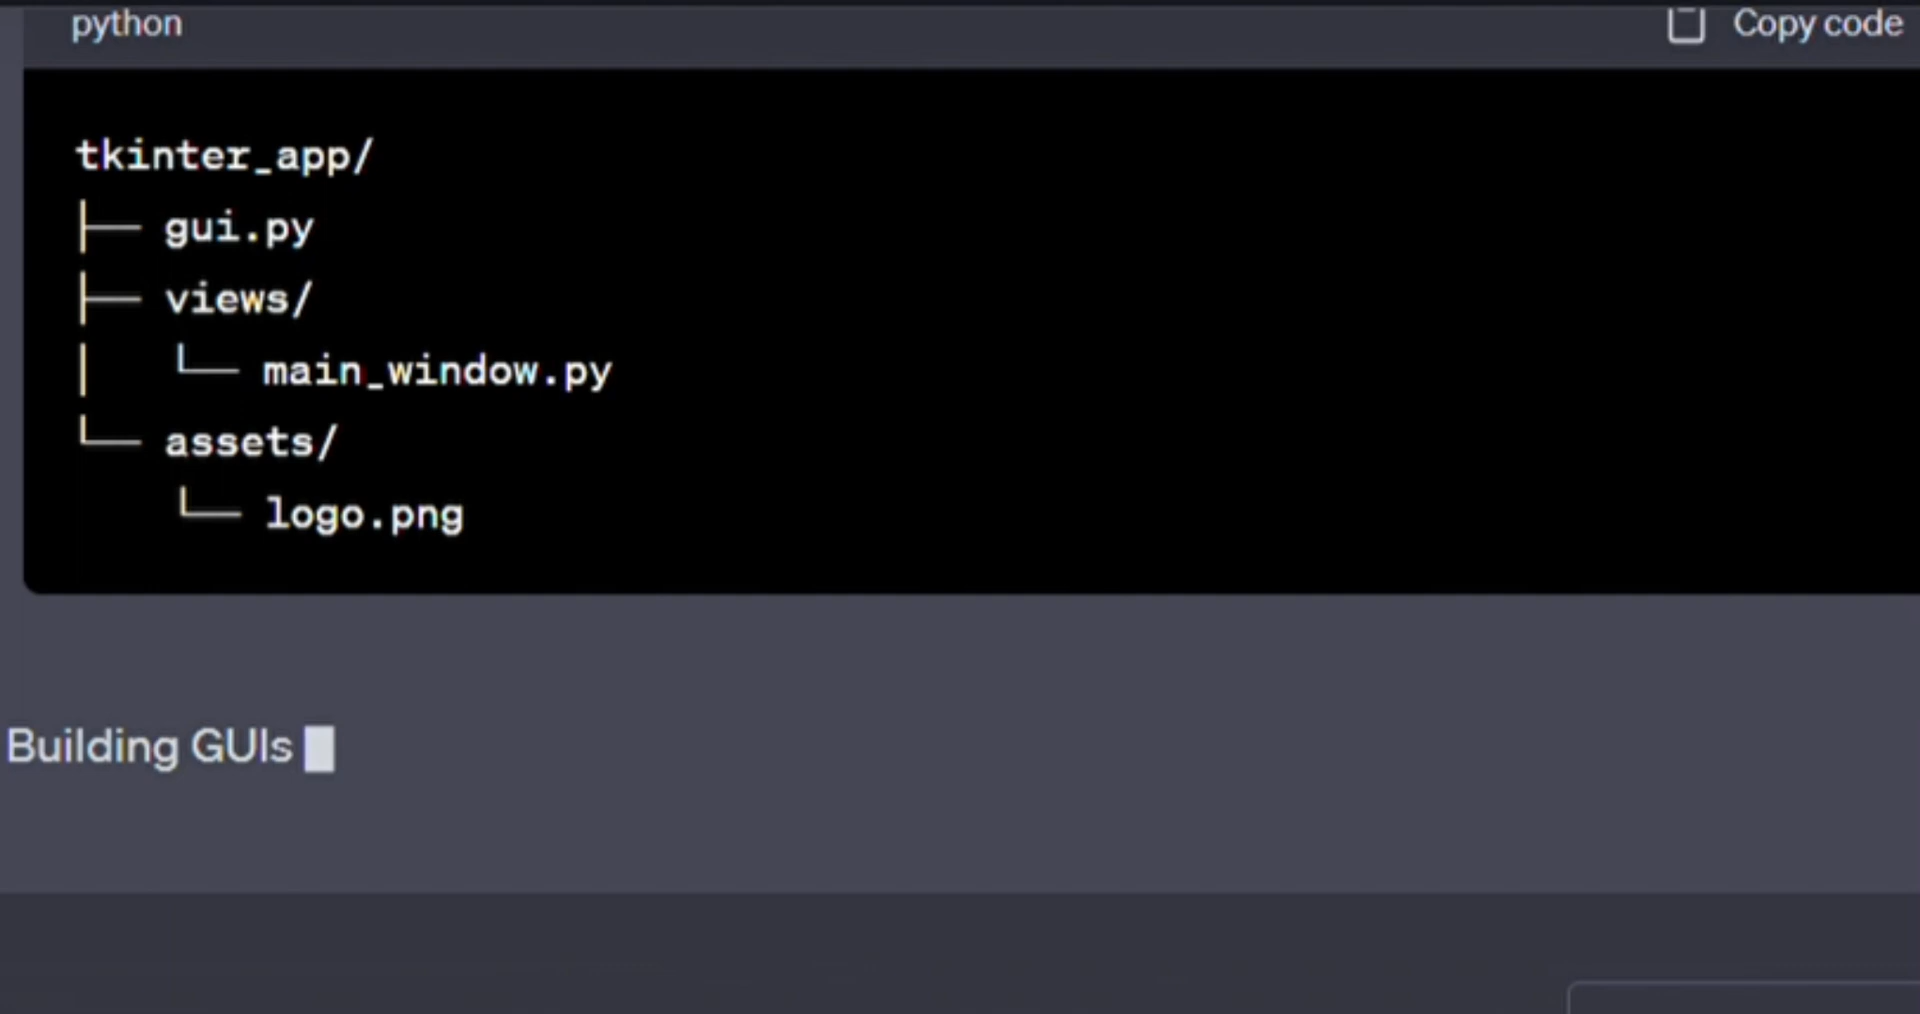 python
Copy code
tkinter_app/
├── gui.py
├── views/
│   └── main_window.py
└── assets/
    └── logo.png
Building GUIs